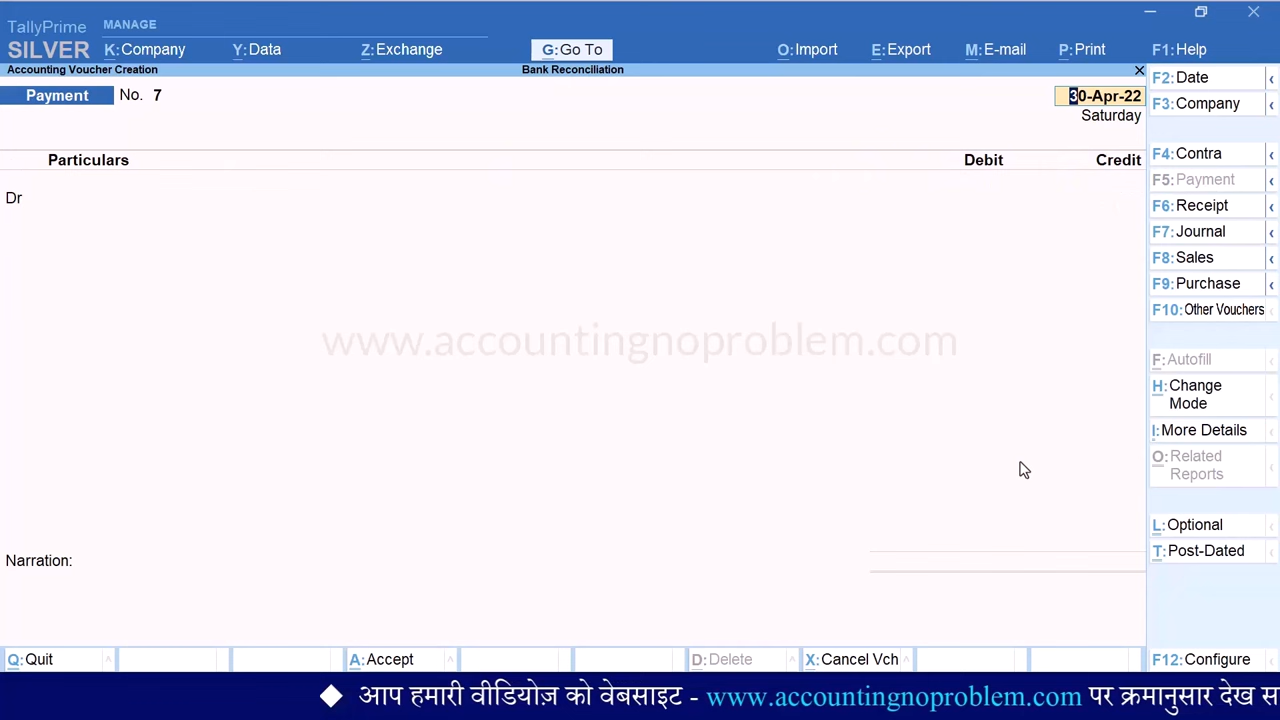 TallyPrime MANAGE
SILVER K:Company Y:Data Z:Exchange G:Go To O:Import E:Export M:E-mail P:Print F1:Help
Accounting Voucher Creation Bank Reconciliation
Payment No. 7 30-Apr-22
Saturday
Particulars Debit Credit
Dr
www.accountingnoproblem.com
Narration:
F2:Date
F3:Company
F4:Contra
F5:Payment
F6:Receipt
F7:Journal
F8:Sales
F9:Purchase
F10:Other Vouchers
F:Autofill
H:Change
Mode
I:More Details
O:Related
Reports
L:Optional
T:Post-Dated
Q:Quit A:Accept D:Delete X:Cancel Vch F12:Configure
आप हमारी वीडियोज़ को वेबसाइट - www.accountingnoproblem.com पर क्रमानुसार देख